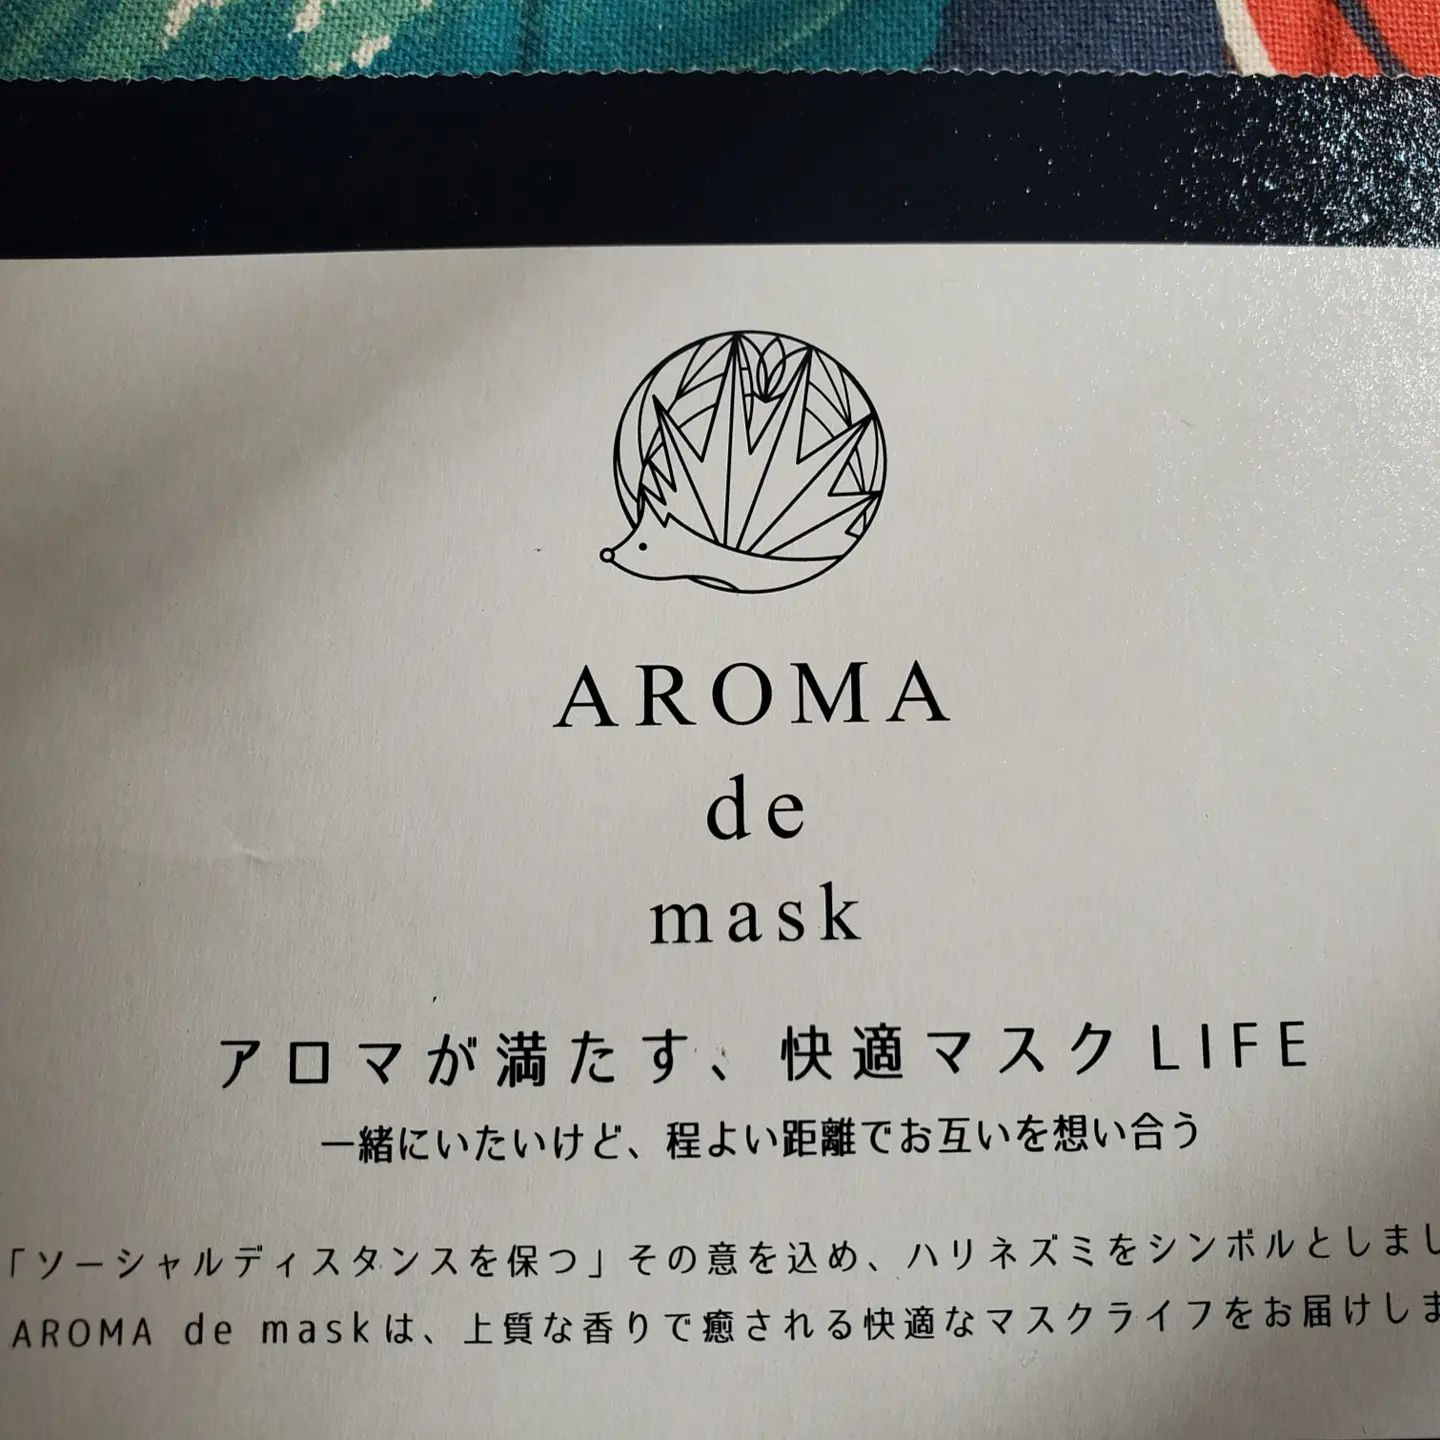 AROMA
de
mask
アロマが満たす、快適マスクLIFE
一緒にいたいけど、程よい距離でお互いを想い合う
「ソーシャルディスタンスを保つ」その意を込め、ハリネズミをシンボルとしまし
AROMA de maskは、上質な香りで癒される快適なマスクライフをお届けしま